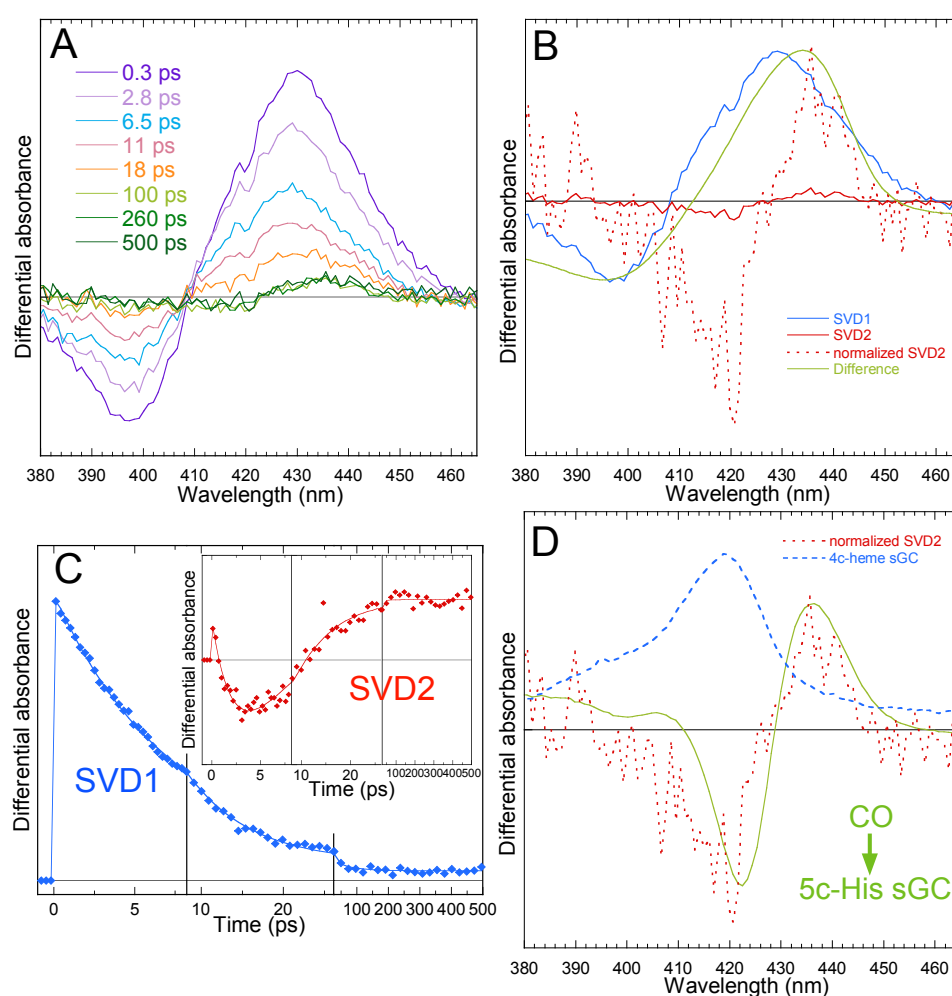 A
0.3 ps
2.8 ps
6.5 ps
11 ps
18 ps
100 ps
260 ps
500 ps
Differential absorbance
380 390 400 410 420 430 440 450 460
Wavelength (nm)
B
SVD1
SVD2
normalized SVD2
Difference
Differential absorbance
380 390 400 410 420 430 440 450 460
Wavelength (nm)
C
SVD1
Differential absorbance
0 5 10 20 100 200 300 400 500
Time (ps)
SVD2
Differential absorbance
0 5 10 20 100 200 300 400 500
Time (ps)
D
normalized SVD2
4c-heme sGC
CO
5c-His sGC
Differential absorbance
380 390 400 410 420 430 440 450 460
Wavelength (nm)